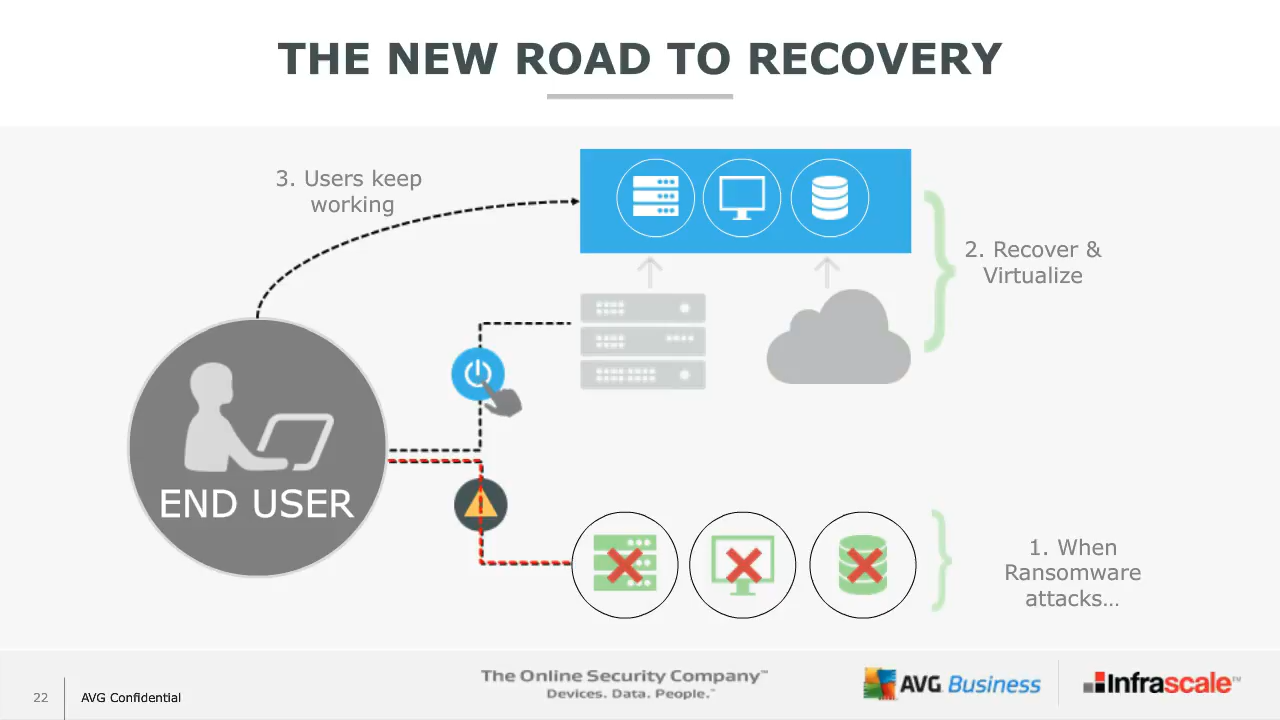 THE NEW ROAD TO RECOVERY
3. Users keep
working
2. Recover &
Virtualize
END USER
1. When
Ransomware
attacks…
22
AVG Confidential
The Online Security Company™
Devices. Data. People.™
AVG Business
Infrascale™